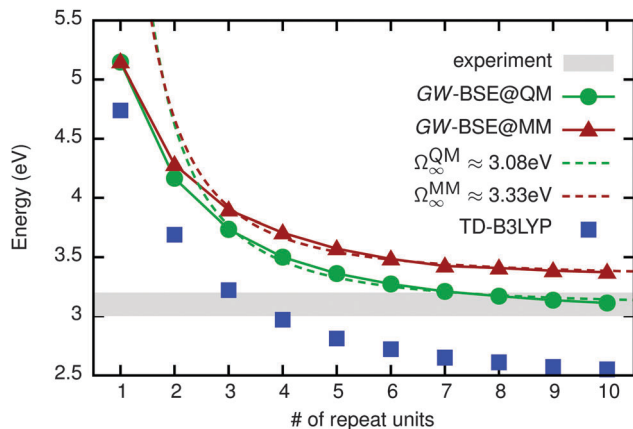 5.5
5
4.5
4
3.5
3
2.5
Energy (eV)
experiment
GW-BSE@QM
GW-BSE@MM
Ω∞^QM ≈ 3.08eV
Ω∞^MM ≈ 3.33eV
TD-B3LYP
1 2 3 4 5 6 7 8 9 10
# of repeat units